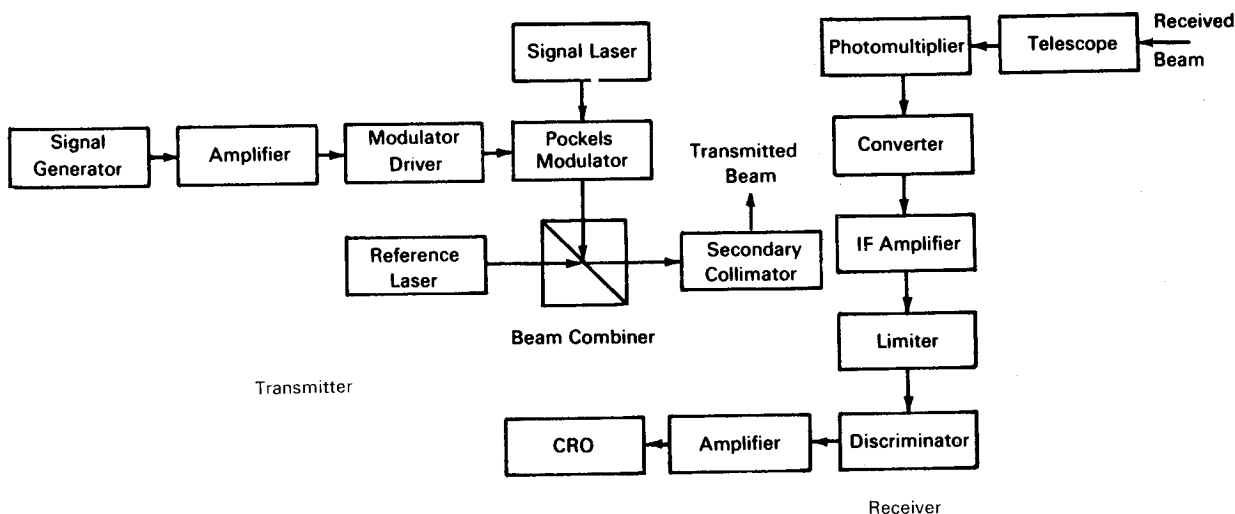 Signal Laser
Signal
Generator
Amplifier
Modulator
Driver
Pockels
Modulator
Reference
Laser
Beam Combiner
Secondary
Collimator
Transmitted
Beam
Transmitter
Received
Beam
Telescope
Photomultiplier
Converter
IF Amplifier
Limiter
Discriminator
Amplifier
CRO
Receiver